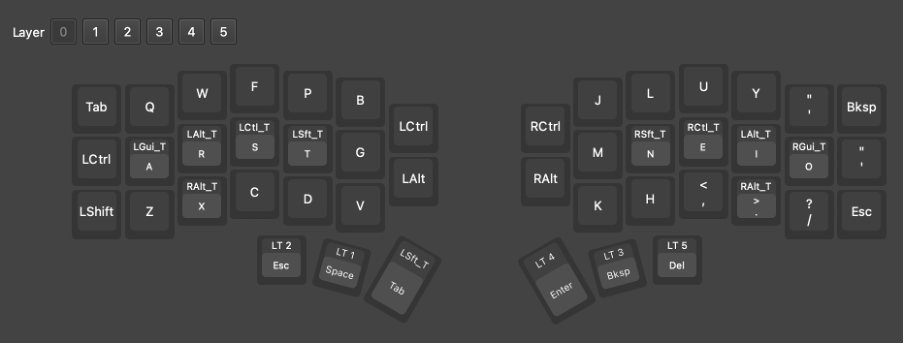 Layer 0 1 2 3 4 5
Tab Q W F P B J L U Y " ' Bksp
LCtrl RCtrl
LCtrl LGui_T A LAlt_T R LCtl_T S LSft_T T G M RSft_T N RCtl_T E LAlt_T I RGui_T O " '
LAlt RAlt
LShift Z RAlt_T X C D V K H < , RAlt_T > . ? / Esc
LT 2 Esc LT 1 Space LSft_T Tab LT 4 Enter LT 3 Bksp LT 5 Del